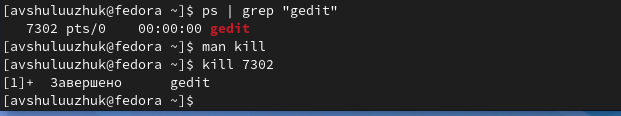 [avshuluuzhuk@fedora ~]$ ps | grep "gedit"
   7302 pts/0    00:00:00 gedit
[avshuluuzhuk@fedora ~]$ man kill
[avshuluuzhuk@fedora ~]$ kill 7302
[1]+  Завершено      gedit
[avshuluuzhuk@fedora ~]$